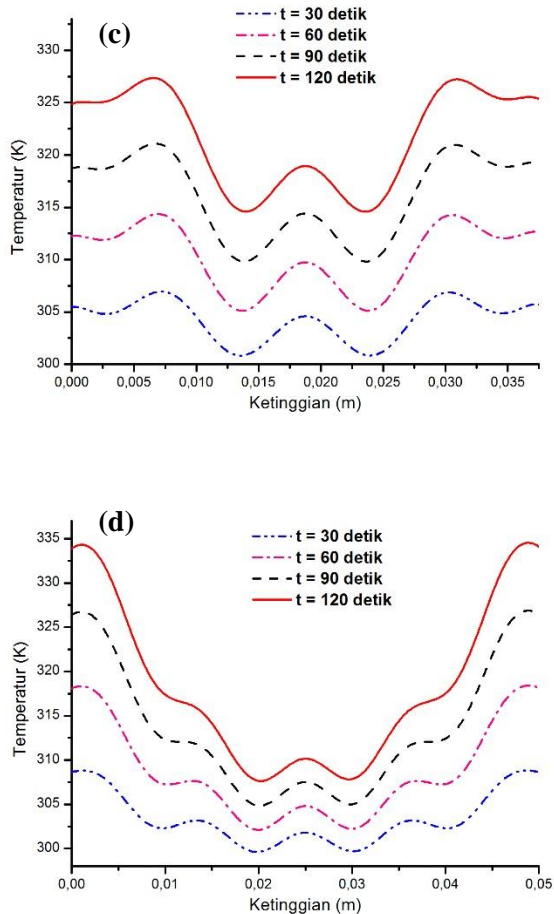 (c)
t = 30 detik
t = 60 detik
t = 90 detik
t = 120 detik
330
325
320
315
310
305
300
Temperatur (K)
0,000 0,005 0,010 0,015 0,020 0,025 0,030 0,035
Ketinggian (m)
(d)
t = 30 detik
t = 60 detik
t = 90 detik
t = 120 detik
335
330
325
320
315
310
305
300
Temperatur (K)
0,00 0,01 0,02 0,03 0,04 0,05
Ketinggian (m)